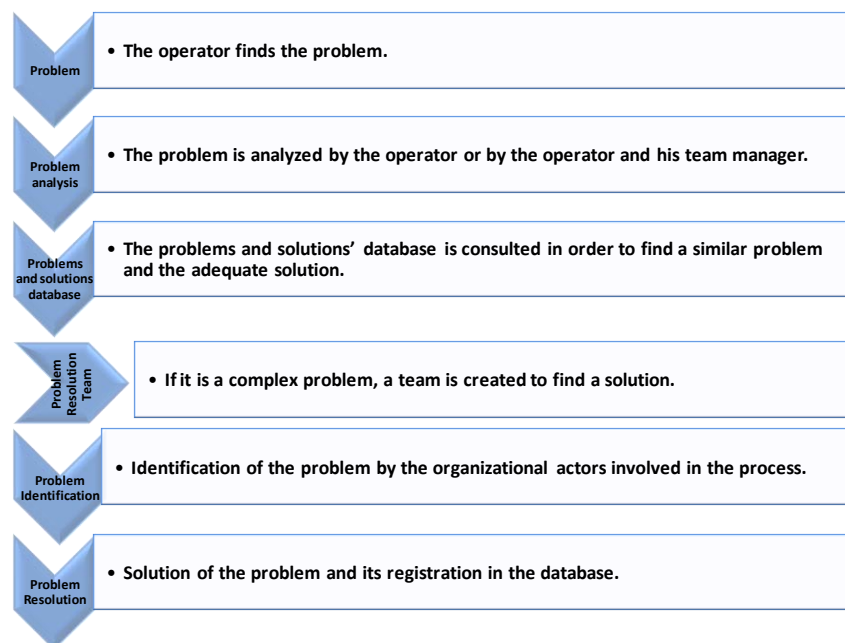 Problem
• The operator finds the problem.
Problem
analysis
• The problem is analyzed by the operator or by the operator and his team manager.
Problems
and solutions
database
• The problems and solutions’ database is consulted in order to find a similar problem
and the adequate solution.
Problem
Resolution
Team
• If it is a complex problem, a team is created to find a solution.
Problem
Identification
• Identification of the problem by the organizational actors involved in the process.
Problem
Resolution
• Solution of the problem and its registration in the database.